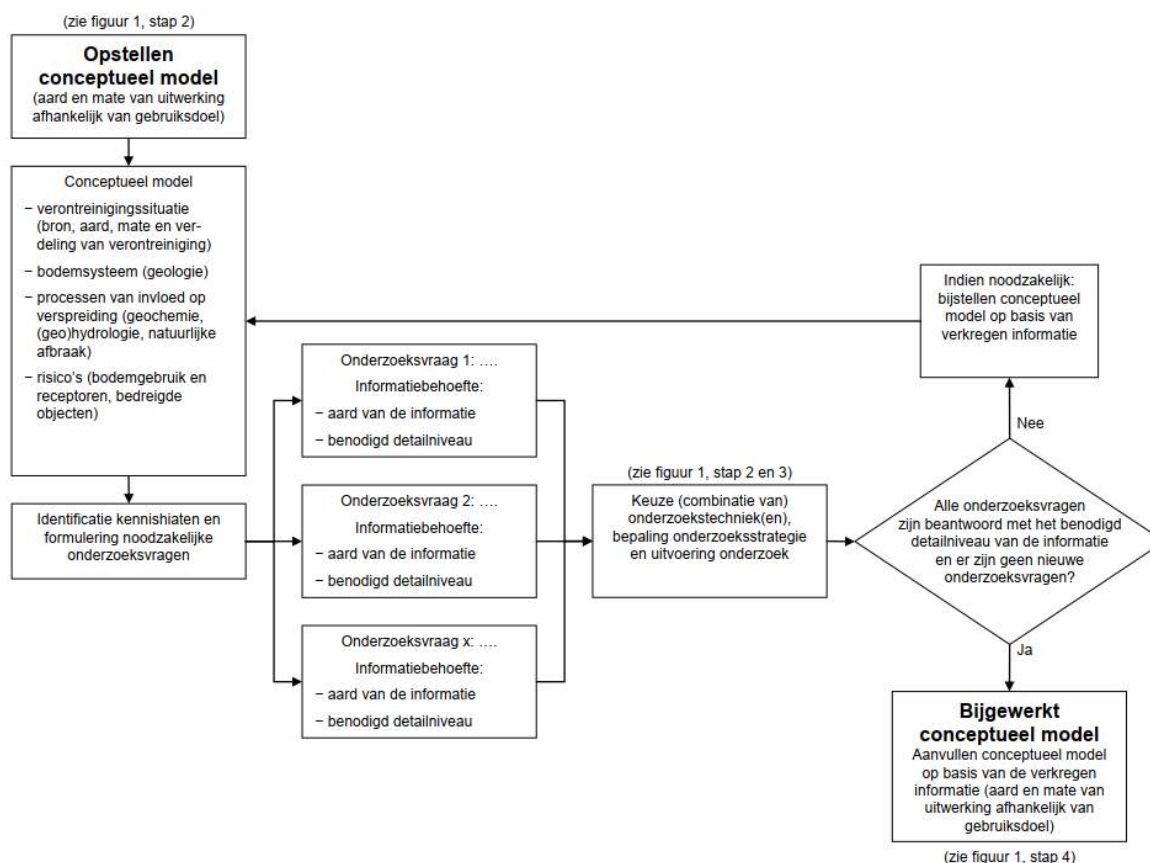 (zie figuur 1, stap 2)
Opstellen
conceptueel model
(aard en mate van uitwerking
afhankelijk van gebruiksdoel)
Conceptueel model
− verontreinigingssituatie
(bron, aard, mate en ver-
deling van verontreiniging)
− bodemsysteem (geologie)
− processen van invloed op
verspreiding (geochemie,
(geo)hydrologie, natuurlijke
afbraak)
− risico’s (bodemgebruik en
receptoren, bedreigde
objecten)
Identificatie kennishiaten en
formulering noodzakelijke
onderzoeksvragen
Onderzoeksvraag 1: ....
Informatiebehoefte:
− aard van de informatie
− benodigd detailniveau
Onderzoeksvraag 2: ....
Informatiebehoefte:
− aard van de informatie
− benodigd detailniveau
Onderzoeksvraag x: ....
Informatiebehoefte:
− aard van de informatie
− benodigd detailniveau
(zie figuur 1, stap 2 en 3)
Keuze (combinatie van)
onderzoekstechniek(en),
bepaling onderzoeksstrategie
en uitvoering onderzoek
Indien noodzakelijk:
bijstellen conceptueel
model op basis van
verkregen informatie
Nee
Alle onderzoeksvragen
zijn beantwoord met het benodigd
detailniveau van de informatie
en er zijn geen nieuwe
onderzoeksvragen?
Ja
Bijgewerkt
conceptueel model
Aanvullen conceptueel model
op basis van de verkregen
informatie (aard en mate van
uitwerking afhankelijk van
gebruiksdoel)
(zie figuur 1, stap 4)